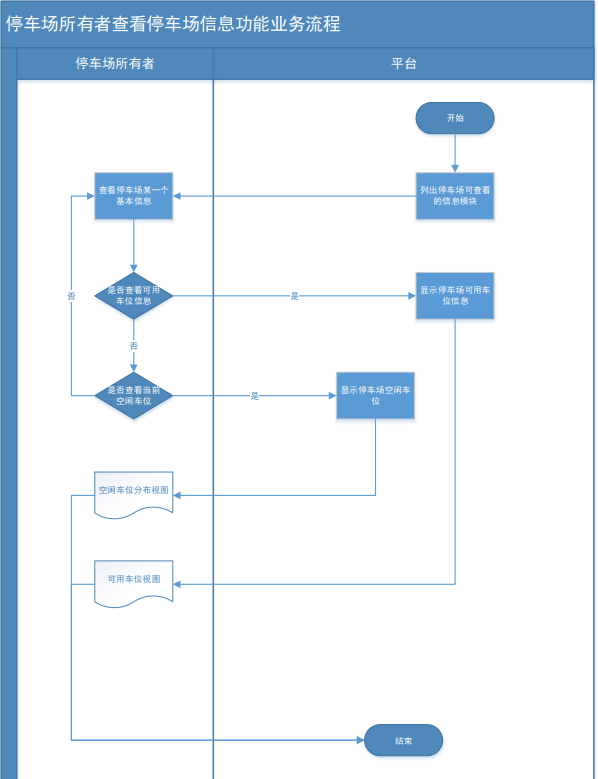 停车场所有者查看停车场信息功能业务流程
停车场所有者
平台
开始
查看停车场某一个
基本信息
列出停车场可查看
的信息模块
是否查看可用
车位信息
是
显示停车场可用车
位信息
否
否
是否查看当前
空闲车位
是
显示停车场空闲车
位
空闲车位分布视图
可用车位视图
结束